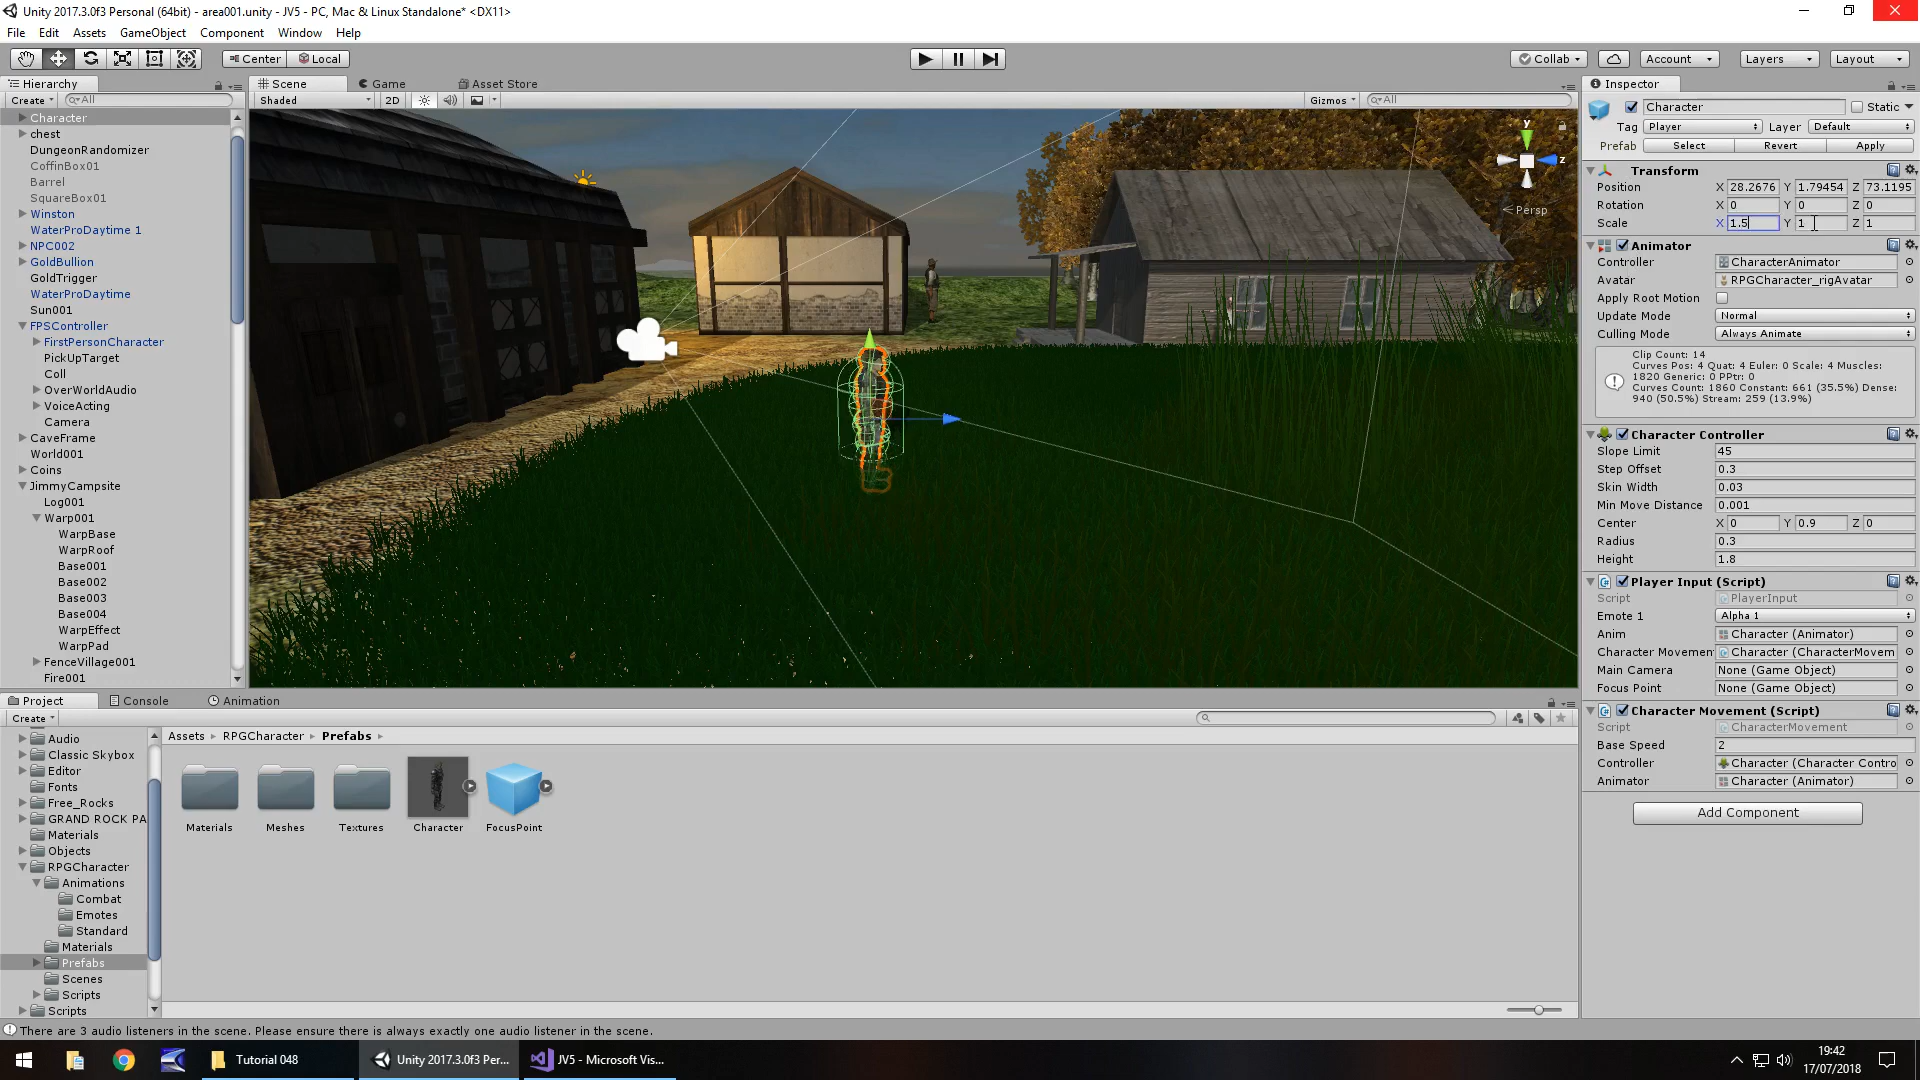 Unity 2017.3.0f3 Personal (64bit) - area001.unity - JV5 - PC, Mac & Linux Standalone* <DX11>
File Edit Assets GameObject Component Window Help
Center Local Collab Account Layers Layout
Hierarchy
Create All
Character
chest
DungeonRandomizer
CoffinBox01
Barrel
SquareBox01
Winston
WaterProDaytime 1
NPC002
GoldBullion
GoldTrigger
WaterProDaytime
Sun001
FPSController
FirstPersonCharacter
PickUpTarget
Coll
OverWorldAudio
VoiceActing
Camera
CaveFrame
World001
Coins
JimmyCampsite
Log001
Warp001
WarpBase
WarpRoof
Base001
Base002
Base003
Base004
WarpEffect
WarpPad
FenceVillage001
Fire001
Scene Game Asset Store
Shaded 2D Gizmos All
y
z
Persp
Inspector
Character Static
Tag Player Layer Default
Prefab Select Revert Apply
Transform
Position X 28.2676 Y 1.79454 Z 73.1195
Rotation X 0 Y 0 Z 0
Scale X 1.5 Y 1 Z 1
Animator
Controller CharacterAnimator
Avatar RPGCharacter_rigAvatar
Apply Root Motion
Update Mode Normal
Culling Mode Always Animate
Clip Count: 14
Curves Pos: 4 Quat: 4 Euler: 0 Scale: 4 Muscles:
1820 Generic: 0 PPtr: 0
Curves Count: 1860 Constant: 661 (35.5%) Dense:
940 (50.5%) Stream: 259 (13.9%)
Character Controller
Slope Limit 45
Step Offset 0.3
Skin Width 0.03
Min Move Distance 0.001
Center X 0 Y 0.9 Z 0
Radius 0.3
Height 1.8
Player Input (Script)
Script PlayerInput
Emote 1 Alpha 1
Anim Character (Animator)
Character Movemen Character (CharacterMovem
Main Camera None (Game Object)
Focus Point None (Game Object)
Character Movement (Script)
Script CharacterMovement
Base Speed 2
Controller Character (Character Contro
Animator Character (Animator)
Add Component
Project Console Animation
Create
Audio
Classic Skybox
Editor
Fonts
Free_Rocks
GRAND ROCK PA
Materials
Objects
RPGCharacter
Animations
Combat
Emotes
Standard
Materials
Prefabs
Scenes
Scripts
Scripts
Assets RPGCharacter Prefabs
Materials Meshes Textures Character FocusPoint
There are 3 audio listeners in the scene. Please ensure there is always exactly one audio listener in the scene.
Tutorial 048 Unity 2017.3.0f3 Per... JV5 - Microsoft Vis...
19:42
17/07/2018